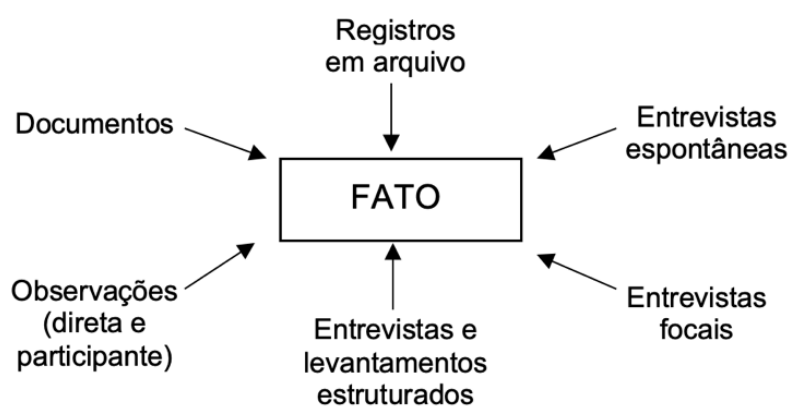 Registros
em arquivo
Documentos
Entrevistas
espontâneas
FATO
Observações
(direta e
participante)
Entrevistas e
levantamentos
estruturados
Entrevistas
focais